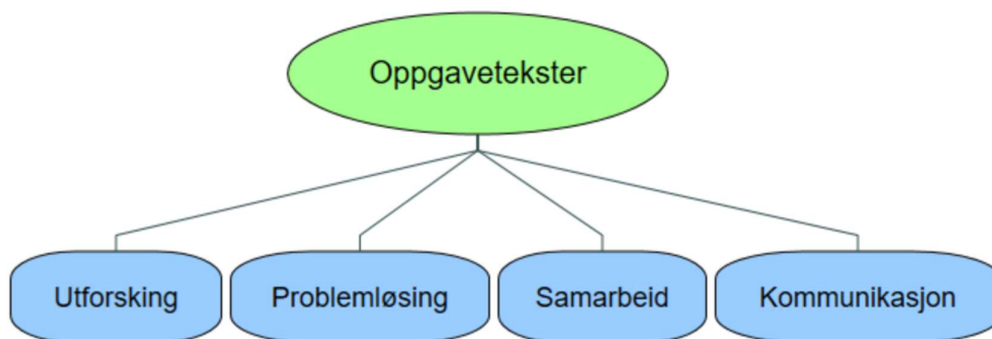 Oppgavetekster
Utforsking
Problemløsing
Samarbeid
Kommunikasjon